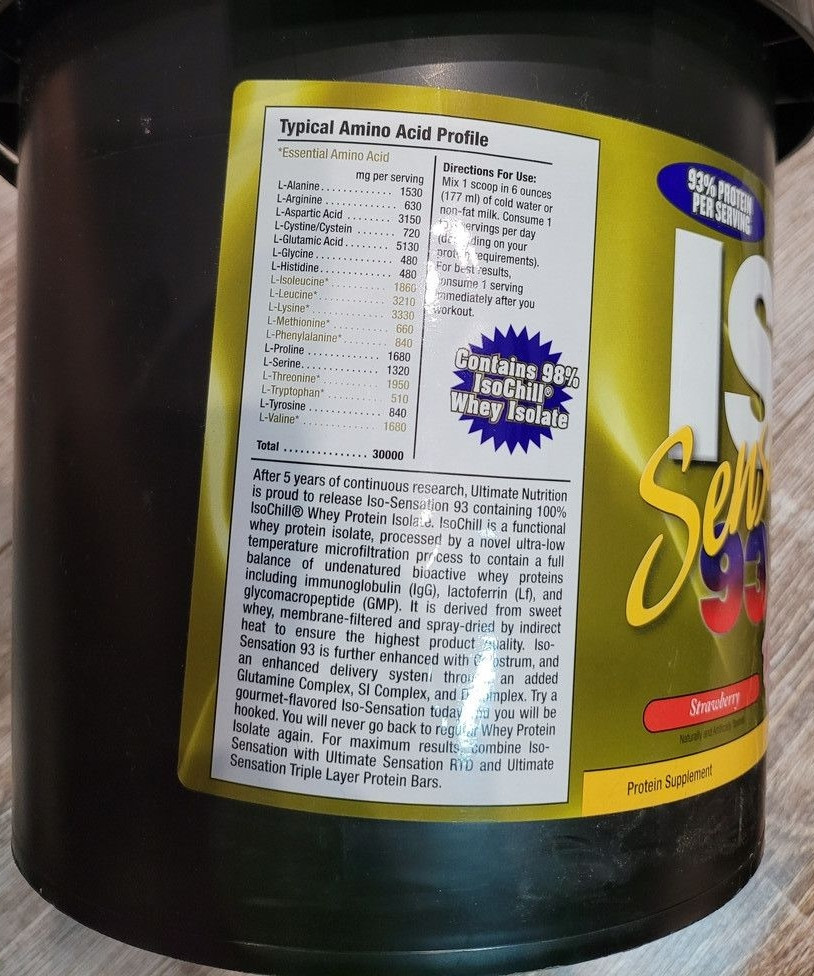 Typical Amino Acid Profile
*Essential Amino Acid
mg per serving
L-Alanine............ 1530
L-Arginine........... 630
L-Aspartic Acid ........ 3150
L-Cystine/Cystein ...... 720
L-Glutamic Acid........ 5130
L-Glycine............ 480
L-Histidine............ 480
L-Isoleucine*........... 1860
L-Leucine*............. 3210
L-Lysine*............. 3330
L-Methionine*......... 660
L-Phenylalanine*....... 840
L-Proline............. 1680
L-Serine.............. 1320
L-Threonine*........... 1950
L-Tryptophan*......... 510
L-Tyrosine............ 840
L-Valine*............. 1680
Total ............... 30000
Directions For Use:
Mix 1 scoop in 6 ounces
(177 ml) of cold water or
non-fat milk. Consume 1
per day
on your
For best results,
1 serving
after you
workout.
Contains 98%
IsoChill®
Whey Isolate
After 5 years of continuous research, Ultimate Nutrition
is proud to release Iso-Sensation 93 containing 100%
IsoChill® Whey Protein Isolate. IsoChill is a functional
whey protein isolate, processed by a novel ultra-low
temperature microfiltration process to contain a full
balance of undenatured bioactive whey proteins
including immunoglobulin (IgG), lactoferrin (Lf), and
glycomacropeptide (GMP). It is derived from sweet
whey, membrane-filtered and spray-dried by indirect
heat to ensure the highest product quality. Iso-
Sensation 93 is further enhanced with Colostrum, and
an enhanced delivery system through an added
Glutamine Complex, SI Complex, and Try a
gourmet-flavored Iso-Sensation today and you will be
hooked. You will never go back to regular Whey Protein
Isolate again. For maximum results, combine Iso-
Sensation with Ultimate Sensation RTD and Ultimate
Sensation Triple Layer Protein Bars.
93% PROTEIN
PER SERVING
IS
Sens
93
Strawberry
Naturally and Artificially flavored
Protein Supplement